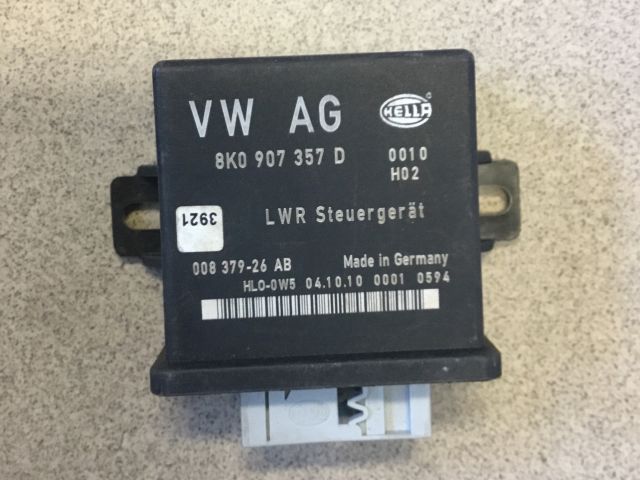 VW AG HELLA
8K0 907 357 D 0010
H02
3921
LWR Steuergerät
008 379-26 AB Made in Germany
HLO-0W5 04.10.10 0001 0594